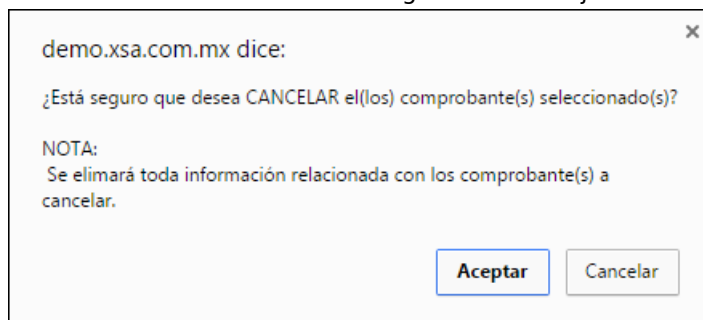 demo.xsa.com.mx dice:
¿Está seguro que desea CANCELAR el(los) comprobante(s) seleccionado(s)?
NOTA:
Se elimará toda información relacionada con los comprobante(s) a
cancelar.
Aceptar
Cancelar